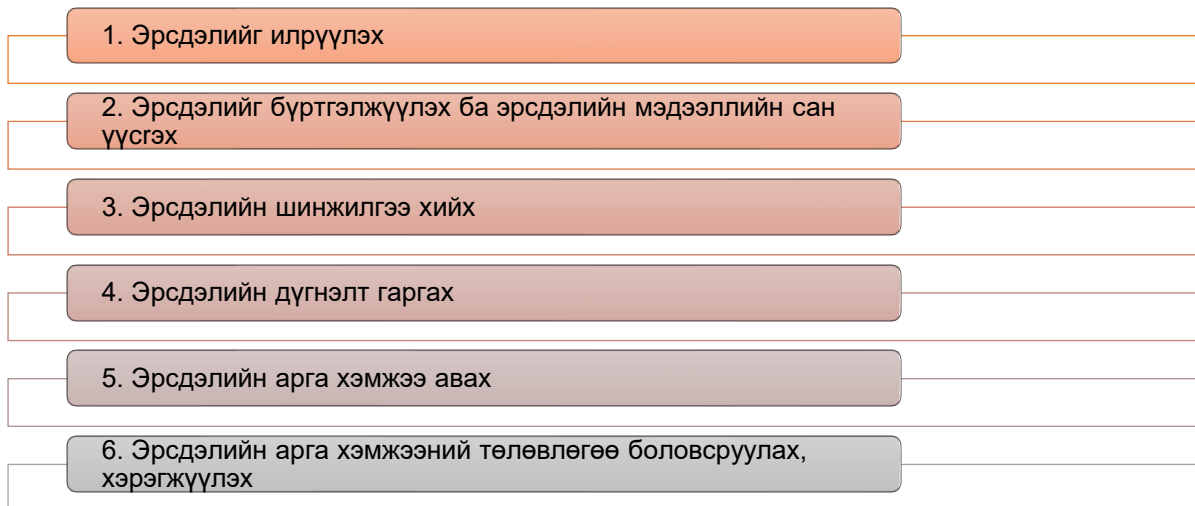 1. Эрсдэлийг илрүүлэх
2. Эрсдэлийг бүртгэлжүүлэх ба эрсдэлийн мэдээллийн сан
үүсгэх
3. Эрсдэлийн шинжилгээ хийх
4. Эрсдэлийн дүгнэлт гаргах
5. Эрсдэлийн арга хэмжээ авах
6. Эрсдэлийн арга хэмжээний төлөвлөгөө боловсруулах,
хэрэгжүүлэх